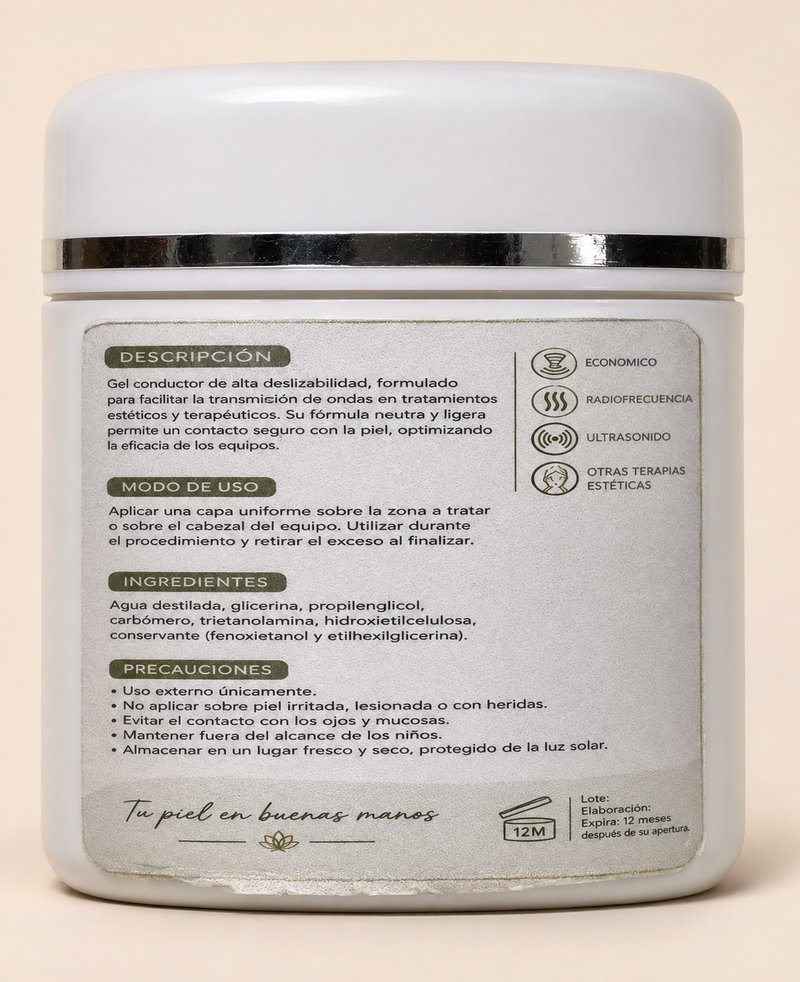 DESCRIPCIÓN
Gel conductor de alta deslizabilidad, formulado
para facilitar la transmisión de ondas en tratamientos
estéticos y terapéuticos. Su fórmula neutra y ligera
permite un contacto seguro con la piel, optimizando
la eficacia de los equipos.
MODO DE USO
Aplicar una capa uniforme sobre la zona a tratar
o sobre el cabezal del equipo. Utilizar durante
el procedimiento y retirar el exceso al finalizar.
INGREDIENTES
Agua destilada, glicerina, propilenglicol,
carbómero, trietanolamina, hidroxietilcelulosa,
conservante (fenoxietanol y etilhexilglicerina).
PRECAUCIONES
• Uso externo únicamente.
• No aplicar sobre piel irritada, lesionada o con heridas.
• Evitar el contacto con los ojos y mucosas.
• Mantener fuera del alcance de los niños.
• Almacenar en un lugar fresco y seco, protegido de la luz solar.
ECONOMICO
RADIOFRECUENCIA
ULTRASONIDO
OTRAS TERAPIAS
ESTÉTICAS
Tu piel en buenas manos
12M
Lote:
Elaboración:
Expira: 12 meses
después de su apertura.